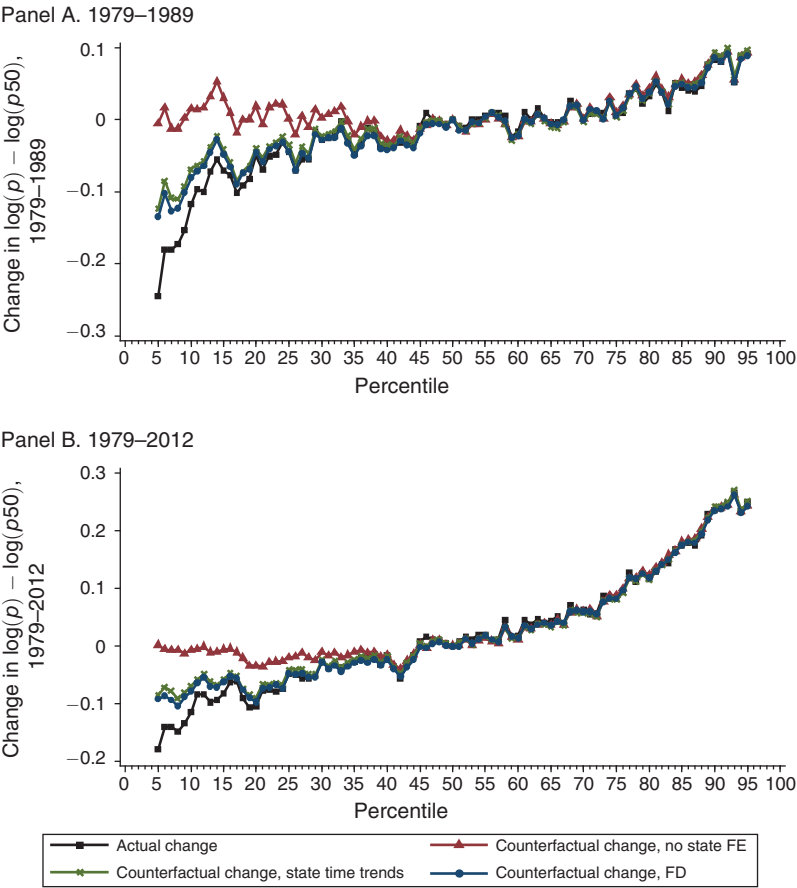 Panel A. 1979–1989
Change in log(p) − log(p50),
1979–1989
0.1
0
−0.1
−0.2
−0.3
0 5 10 15 20 25 30 35 40 45 50 55 60 65 70 75 80 85 90 95 100
Percentile
Panel B. 1979–2012
Change in log(p) − log(p50),
1979–2012
0.3
0.2
0.1
0
−0.1
−0.2
0 5 10 15 20 25 30 35 40 45 50 55 60 65 70 75 80 85 90 95 100
Percentile
Actual change
Counterfactual change, no state FE
Counterfactual change, state time trends
Counterfactual change, FD